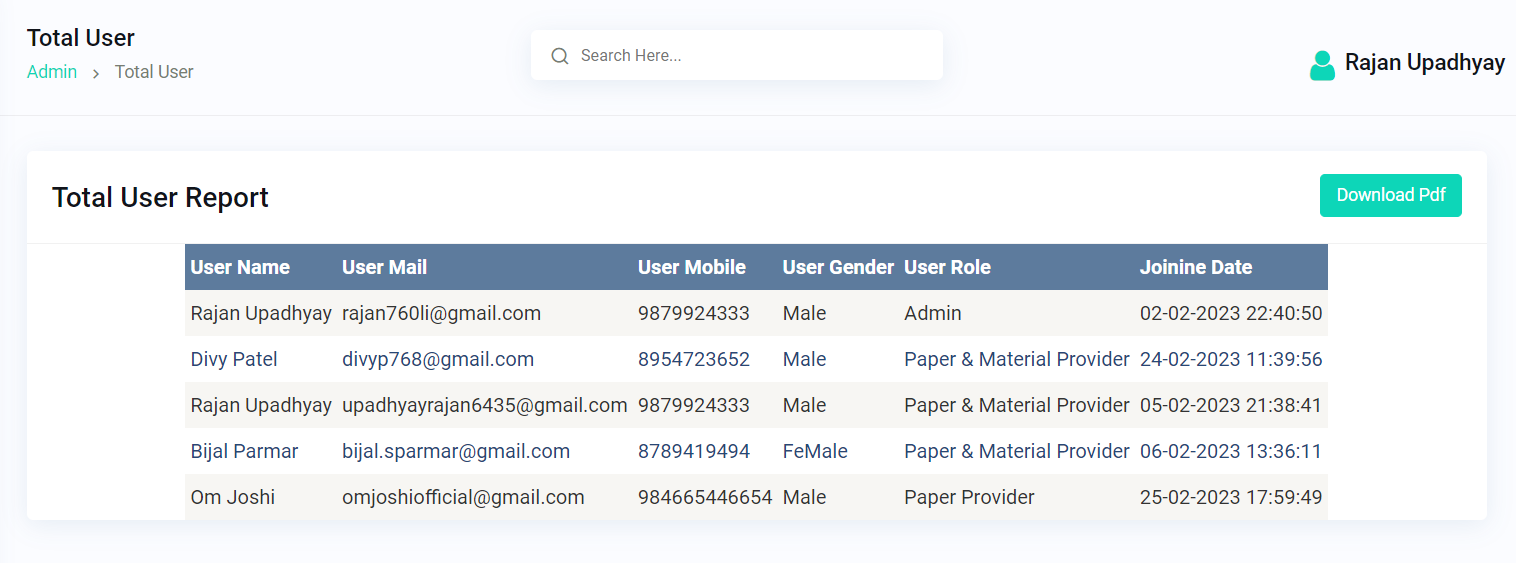 Total User
Admin > Total User
Search Here...
Rajan Upadhyay
Total User Report
Download Pdf
User Name User Mail User Mobile User Gender User Role Joinine Date
Rajan Upadhyay rajan760li@gmail.com 9879924333 Male Admin 02-02-2023 22:40:50
Divy Patel divyp768@gmail.com 8954723652 Male Paper & Material Provider 24-02-2023 11:39:56
Rajan Upadhyay upadhyayrajan6435@gmail.com 9879924333 Male Paper & Material Provider 05-02-2023 21:38:41
Bijal Parmar bijal.sparmar@gmail.com 8789419494 FeMale Paper & Material Provider 06-02-2023 13:36:11
Om Joshi omjoshiofficial@gmail.com 984665446654 Male Paper Provider 25-02-2023 17:59:49